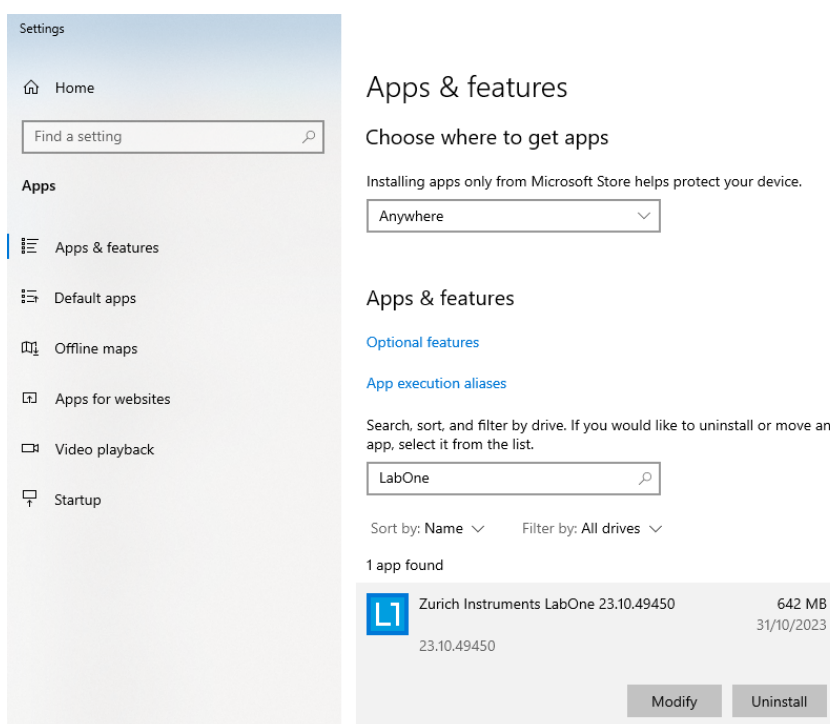 Settings
Home
Find a setting
Apps
Apps & features
Default apps
Offline maps
Apps for websites
Video playback
Startup
Apps & features
Choose where to get apps
Installing apps only from Microsoft Store helps protect your device.
Anywhere
Apps & features
Optional features
App execution aliases
Search, sort, and filter by drive. If you would like to uninstall or move an
app, select it from the list.
LabOne
Sort by: Name
Filter by: All drives
1 app found
L1
Zurich Instruments LabOne 23.10.49450
642 MB
31/10/2023
23.10.49450
Modify
Uninstall